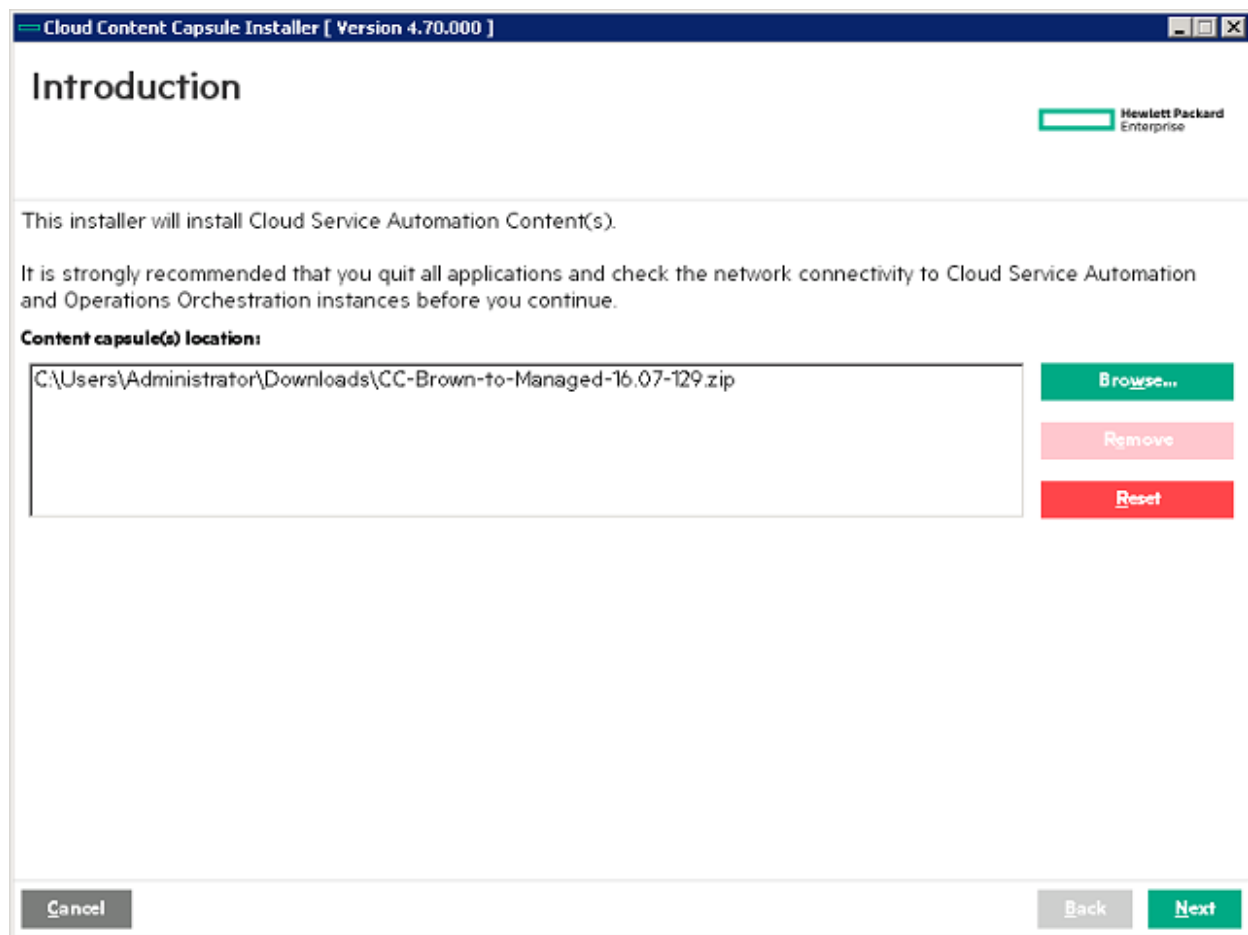 Cloud Content Capsule Installer [ Version 4.70.000 ]
Introduction
Hewlett Packard
Enterprise
This installer will install Cloud Service Automation Content(s).
It is strongly recommended that you quit all applications and check the network connectivity to Cloud Service Automation
and Operations Orchestration instances before you continue.
Content capsule(s) location:
C:\Users\Administrator\Downloads\CC-Brown-to-Managed-16.07-129.zip
Browse...
Remove
Reset
Cancel
Back
Next